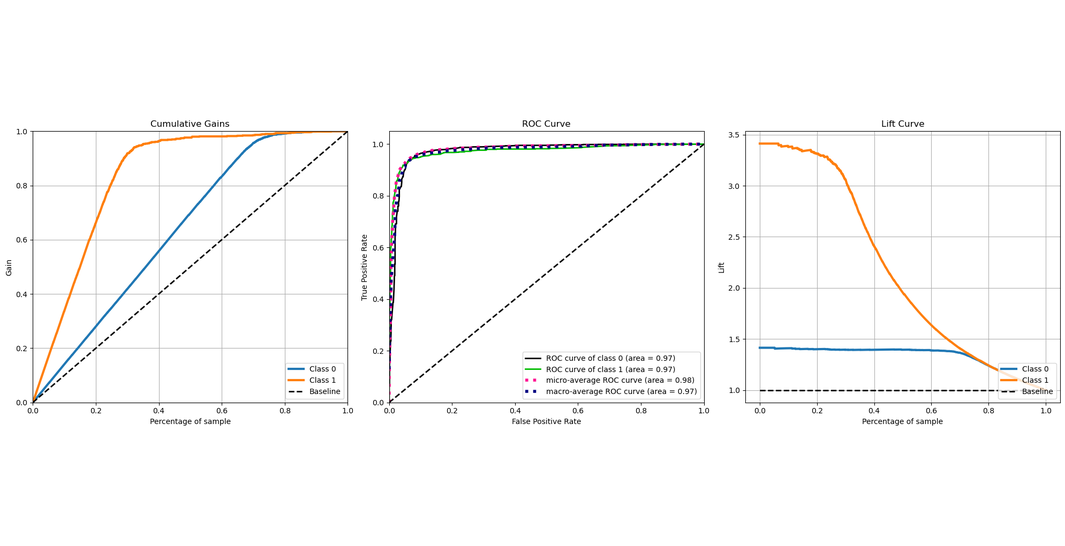 Cumulative Gains
1.0
0.8
0.6
0.4
0.2
0.0
Gain
0.0 0.2 0.4 0.6 0.8 1.0
Percentage of sample
Class 0
Class 1
Baseline
ROC Curve
1.0
0.8
0.6
0.4
0.2
0.0
True Positive Rate
0.0 0.2 0.4 0.6 0.8 1.0
False Positive Rate
ROC curve of class 0 (area = 0.97)
ROC curve of class 1 (area = 0.97)
micro-average ROC curve (area = 0.98)
macro-average ROC curve (area = 0.97)
Lift Curve
3.5
3.0
2.5
2.0
1.5
1.0
Lift
0.0 0.2 0.4 0.6 0.8 1.0
Percentage of sample
Class 0
Class 1
Baseline